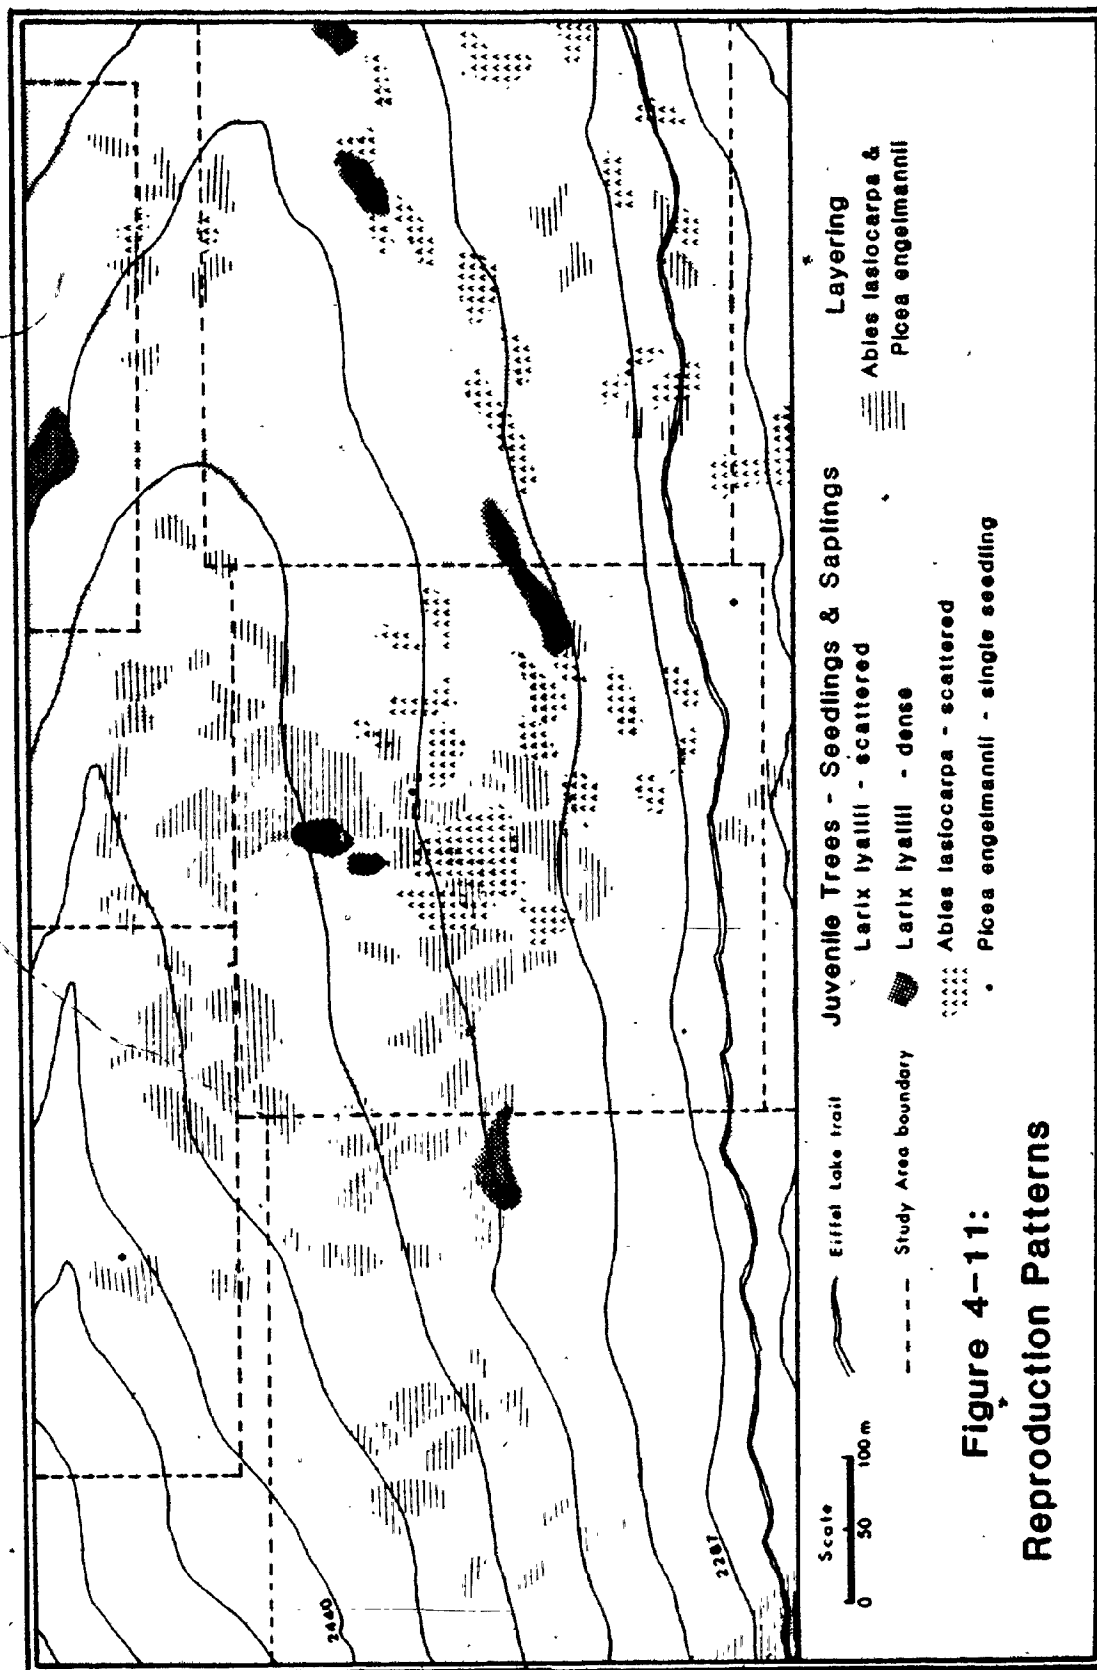 2440
2287
Scale
0 50 100 m
Eiffel Lake trail
Study Area boundary
Juvenile Trees - Seedlings & Saplings
Larix lyallii - scattered
Larix lyallii - dense
Abies lasiocarpa - scattered
Picea engelmannii - single seedling
Layering
Abies lasiocarpa &
Picea engelmannii
Figure 4-11:
Reproduction Patterns